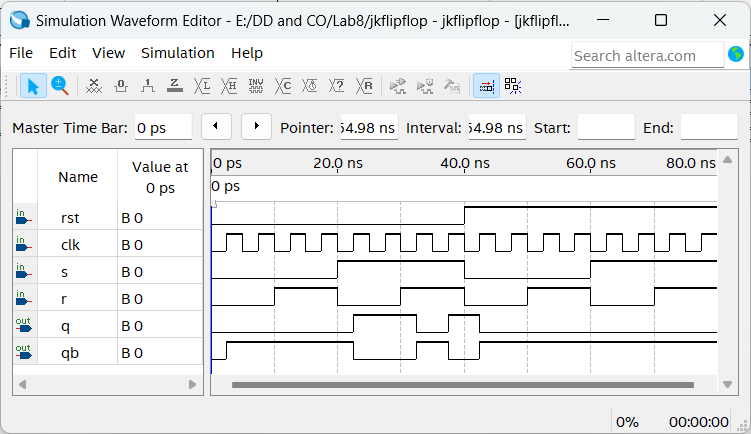 Simulation Waveform Editor - E:/DD and CO/Lab8/jkflipflop - jkflipflop - [jkflipfl...
File Edit View Simulation Help
Search altera.com
Master Time Bar: 0 ps Pointer: 54.98 ns Interval: 54.98 ns Start: End:
Name Value at 0 ps
0 ps 20.0 ns 40.0 ns 60.0 ns 80.0 ns
0 ps
in rst B 0
in clk B 0
in s B 0
in r B 0
out q B 0
out qb B 0
0% 00:00:00